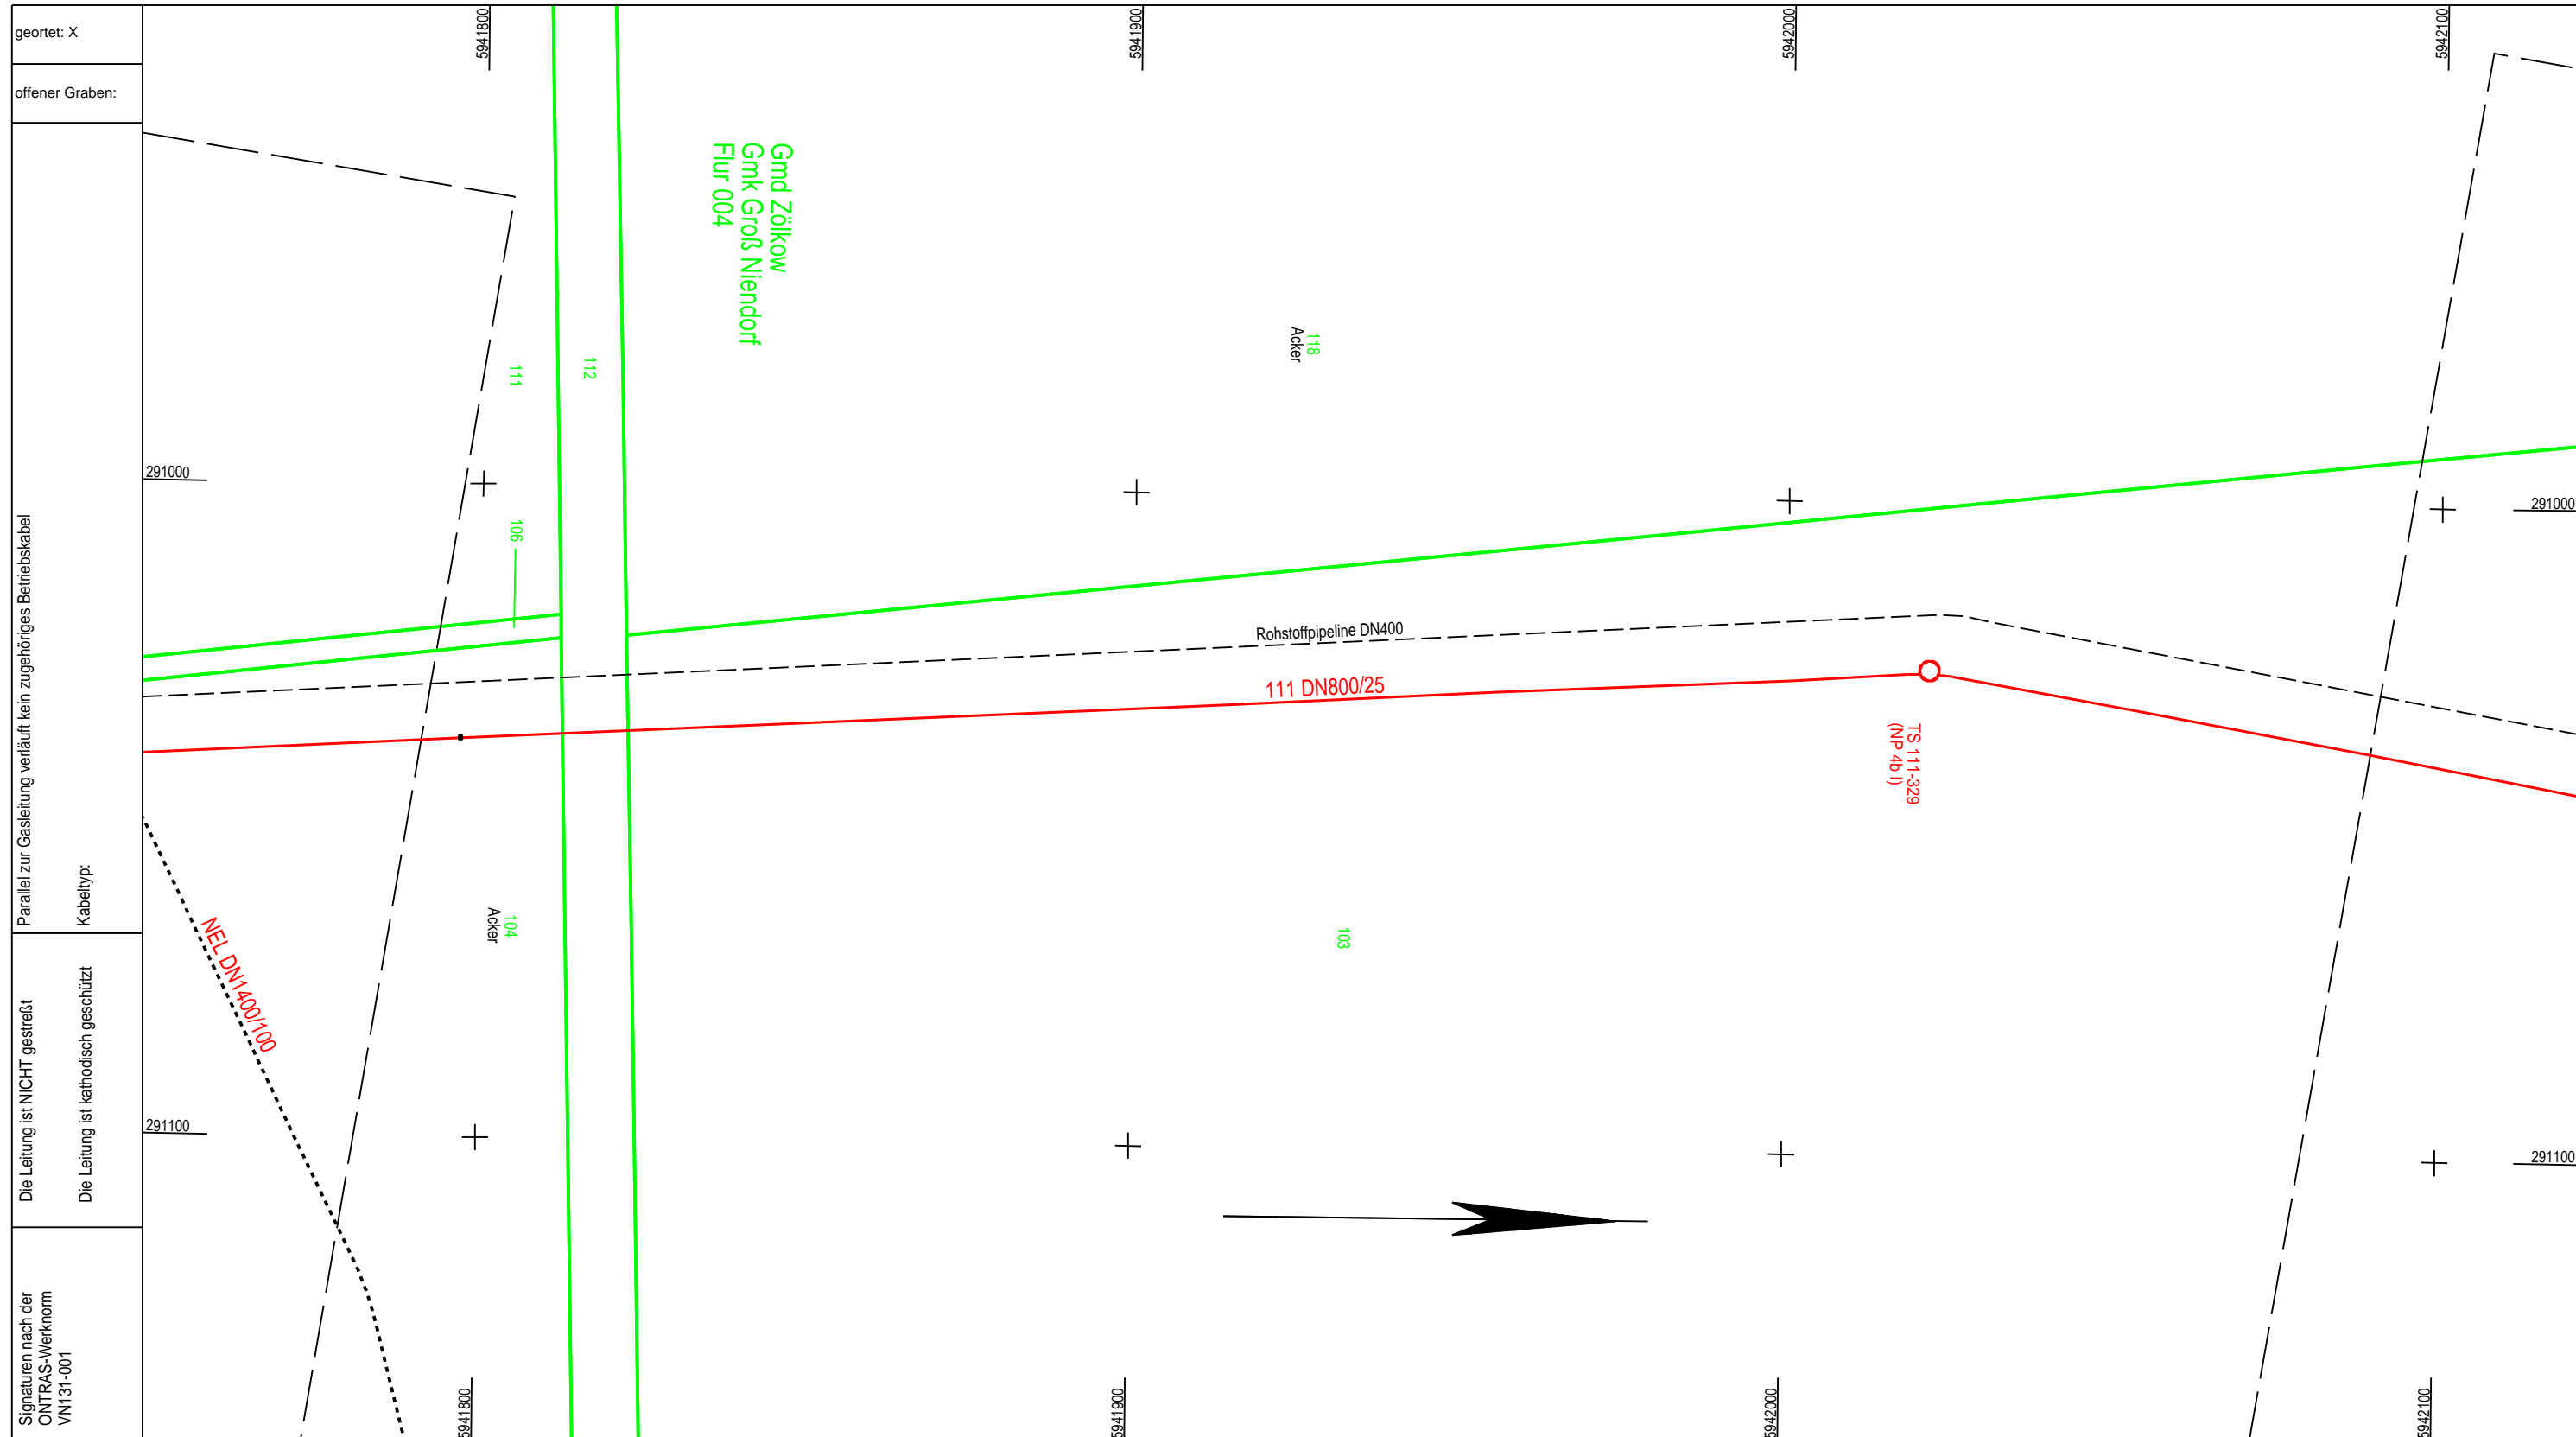 geortet: X
offener Graben:
Parallel zur Gasleitung verläuft kein zugehöriges Betriebskabel
Kabeltyp:
Die Leitung ist NICHT gestreßt
Die Leitung ist kathodisch geschützt
Signaturen nach der
ONTRAS-Werknorm
VN131-001
5941800
5941900
5942000
5942100
Gmd Zölkow
Gmk Groß Niendorf
Flur 004
111
112
118
Acker
291000
291000
106
Rohstoffpipeline DN400
111 DN800/25
TS 111-329
(NP 4b I)
NEL DN1400/100
104
Acker
103
291100
291100
5941800
5941900
5942000
5942100